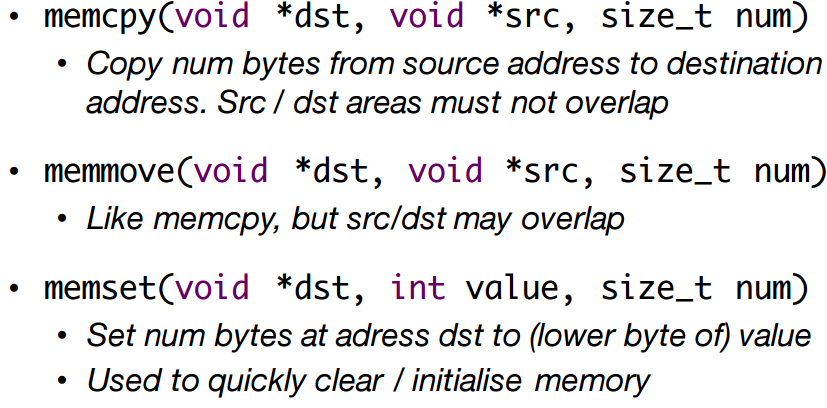 • memcpy(void *dst, void *src, size_t num)
• Copy num bytes from source address to destination
address. Src / dst areas must not overlap
• memmove(void *dst, void *src, size_t num)
• Like memcpy, but src/dst may overlap
• memset(void *dst, int value, size_t num)
• Set num bytes at adress dst to (lower byte of) value
• Used to quickly clear / initialise memory